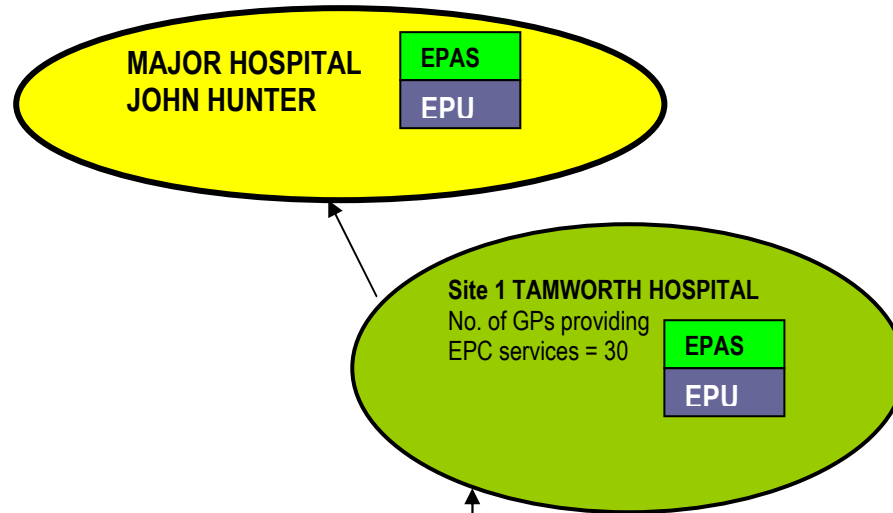 MAJOR HOSPITAL
JOHN HUNTER
EPAS
EPU
Site 1 TAMWORTH HOSPITAL
No. of GPs providing
EPC services = 30
EPAS
EPU